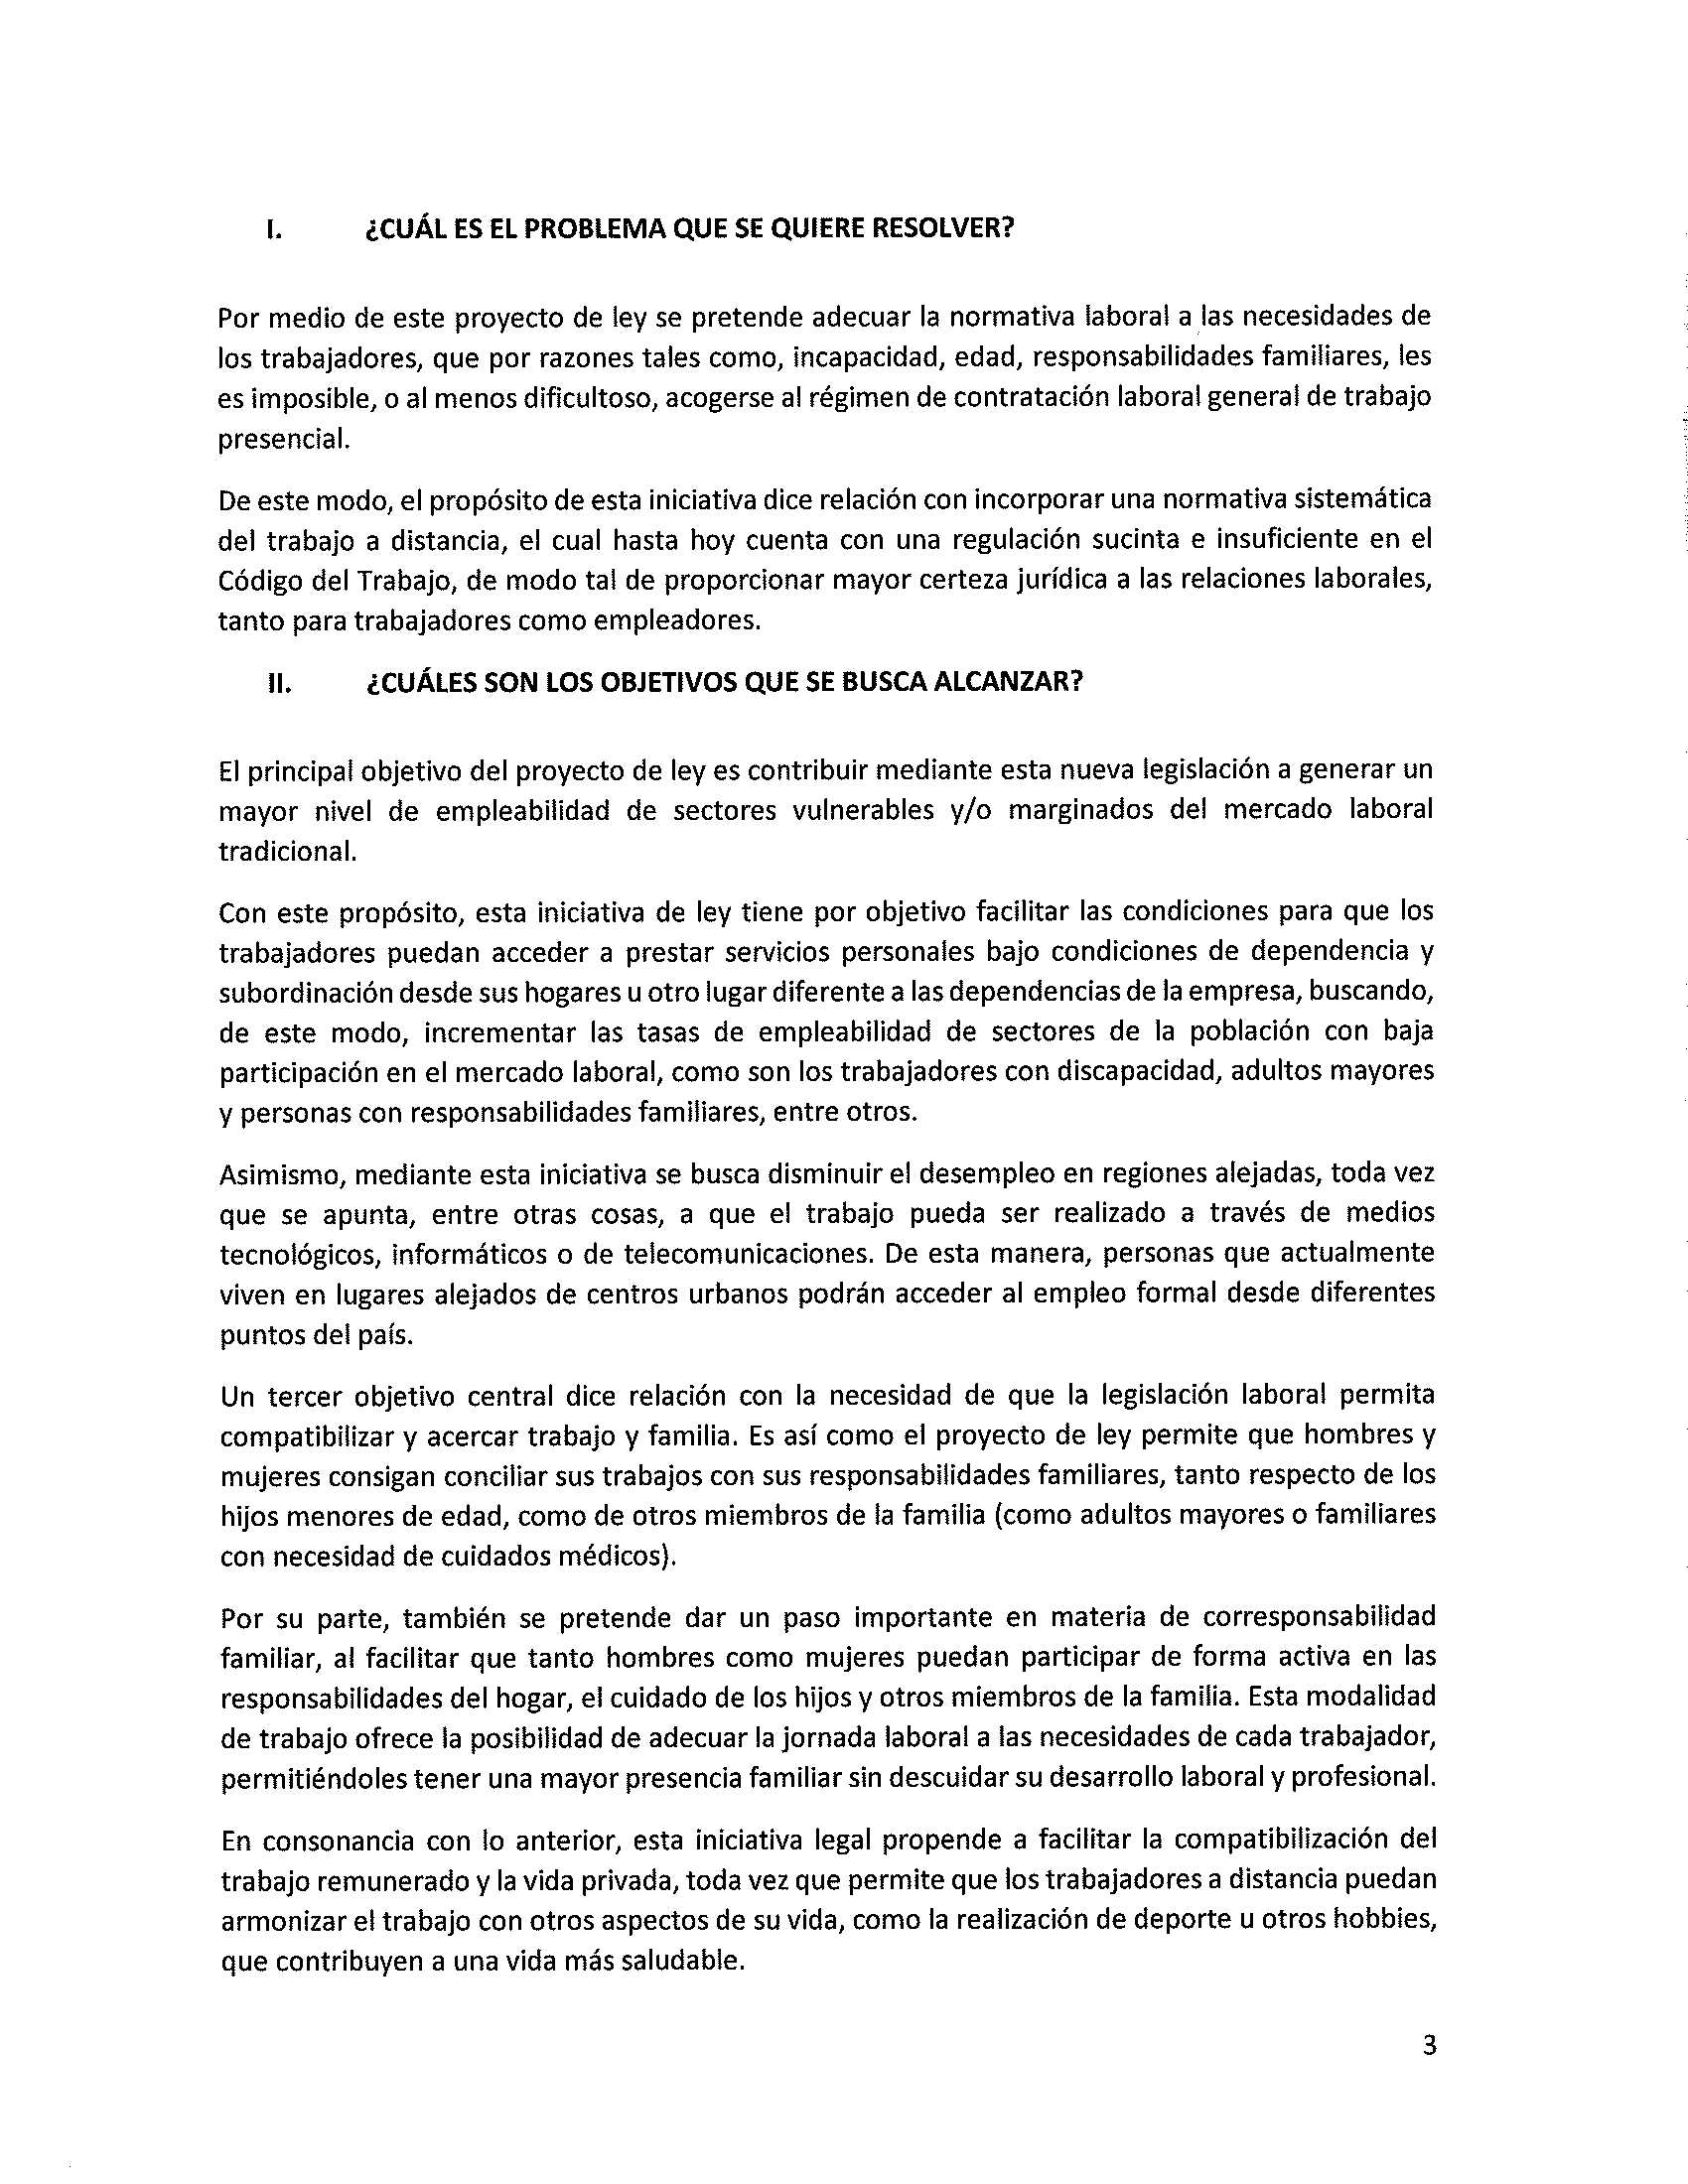 I. ¿CUÁL ES EL PROBLEMA QUE SE QUIERE RESOLVER?
Por medio de este proyecto de ley se pretende adecuar la normativa laboral a las necesidades de
los trabajadores, que por razones tales como, incapacidad, edad, responsabilidades familiares, les
es imposible, o al menos dificultoso, acogerse al régimen de contratación laboral general de trabajo
presencial.
De este modo, el propósito de esta iniciativa dice relación con incorporar una normativa sistemática
del trabajo a distancia, el cual hasta hoy cuenta con una regulación sucinta e insuficiente en el
Código del Trabajo, de modo tal de proporcionar mayor certeza jurídica a las relaciones laborales,
tanto para trabajadores como empleadores.
II. ¿CUÁLES SON LOS OBJETIVOS QUE SE BUSCA ALCANZAR?
El principal objetivo del proyecto de ley es contribuir mediante esta nueva legislación a generar un
mayor nivel de empleabilidad de sectores vulnerables y/o marginados del mercado laboral
tradicional.
Con este propósito, esta iniciativa de ley tiene por objetivo facilitar las condiciones para que los
trabajadores puedan acceder a prestar servicios personales bajo condiciones de dependencia y
subordinación desde sus hogares u otro lugar diferente a las dependencias de la empresa, buscando,
de este modo, incrementar las tasas de empleabilidad de sectores de la población con baja
participación en el mercado laboral, como son los trabajadores con discapacidad, adultos mayores
y personas con responsabilidades familiares, entre otros.
Asimismo, mediante esta iniciativa se busca disminuir el desempleo en regiones alejadas, toda vez
que se apunta, entre otras cosas, a que el trabajo pueda ser realizado a través de medios
tecnológicos, informáticos o de telecomunicaciones. De esta manera, personas que actualmente
viven en lugares alejados de centros urbanos podrán acceder al empleo formal desde diferentes
puntos del país.
Un tercer objetivo central dice relación con la necesidad de que la legislación laboral permita
compatibilizar y acercar trabajo y familia. Es así como el proyecto de ley permite que hombres y
mujeres consigan conciliar sus trabajos con sus responsabilidades familiares, tanto respecto de los
hijos menores de edad, como de otros miembros de la familia (como adultos mayores o familiares
con necesidad de cuidados médicos).
Por su parte, también se pretende dar un paso importante en materia de corresponsabilidad
familiar, al facilitar que tanto hombres como mujeres puedan participar de forma activa en las
responsabilidades del hogar, el cuidado de los hijos y otros miembros de la familia. Esta modalidad
de trabajo ofrece la posibilidad de adecuar la jornada laboral a las necesidades de cada trabajador,
permitiéndoles tener una mayor presencia familiar sin descuidar su desarrollo laboral y profesional.
En consonancia con lo anterior, esta iniciativa legal propende a facilitar la compatibilización del
trabajo remunerado y la vida privada, toda vez que permite que los trabajadores a distancia puedan
armonizar el trabajo con otros aspectos de su vida, como la realización de deporte u otros hobbies,
que contribuyen a una vida más saludable.
3